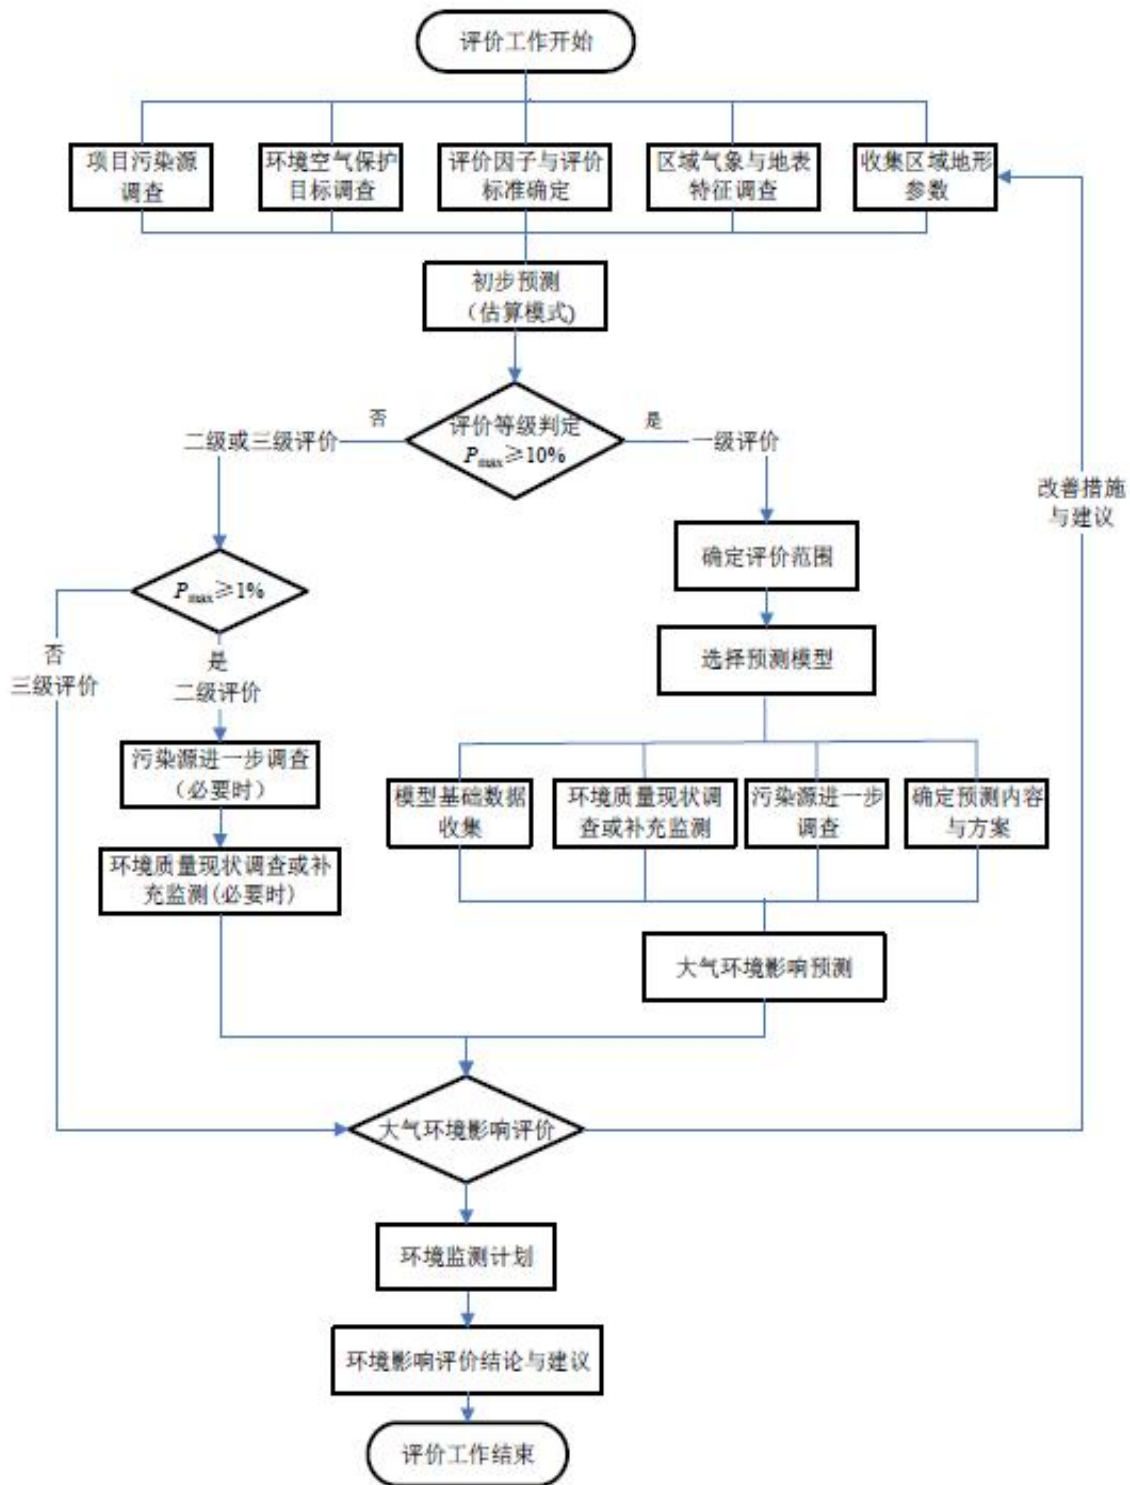 评价工作开始
项目污染源
调查
环境空气保护
目标调查
评价因子与评价
标准确定
区域气象与地表
特征调查
收集区域地形
参数
初步预测
（估算模式)
否
评价等级判定
Pmax≥10%
是
二级或三级评价
一级评价
改善措施
与建议
确定评价范围
Pmax≥1%
否
三级评价
是
二级评价
选择预测模型
污染源进一步调查
（必要时）
模型基础数据
收集
环境质量现状调
查或补充监测
污染源进一步
调查
确定预测内容
与方案
环境质量现状调查或补
充监测(必要时)
大气环境影响预测
大气环境影响评价
环境监测计划
环境影响评价结论与建议
评价工作结束